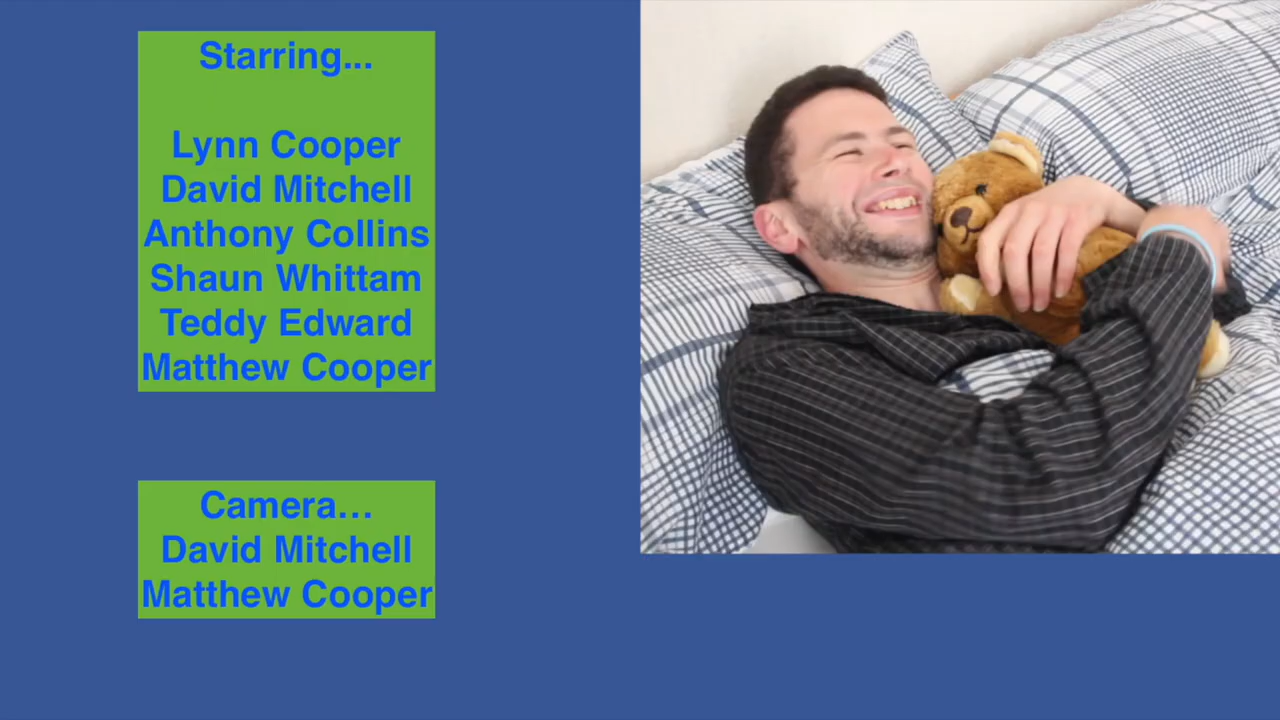 Starring...
Lynn Cooper
David Mitchell
Anthony Collins
Shaun Whittam
Teddy Edward
Matthew Cooper
Camera...
David Mitchell
Matthew Cooper